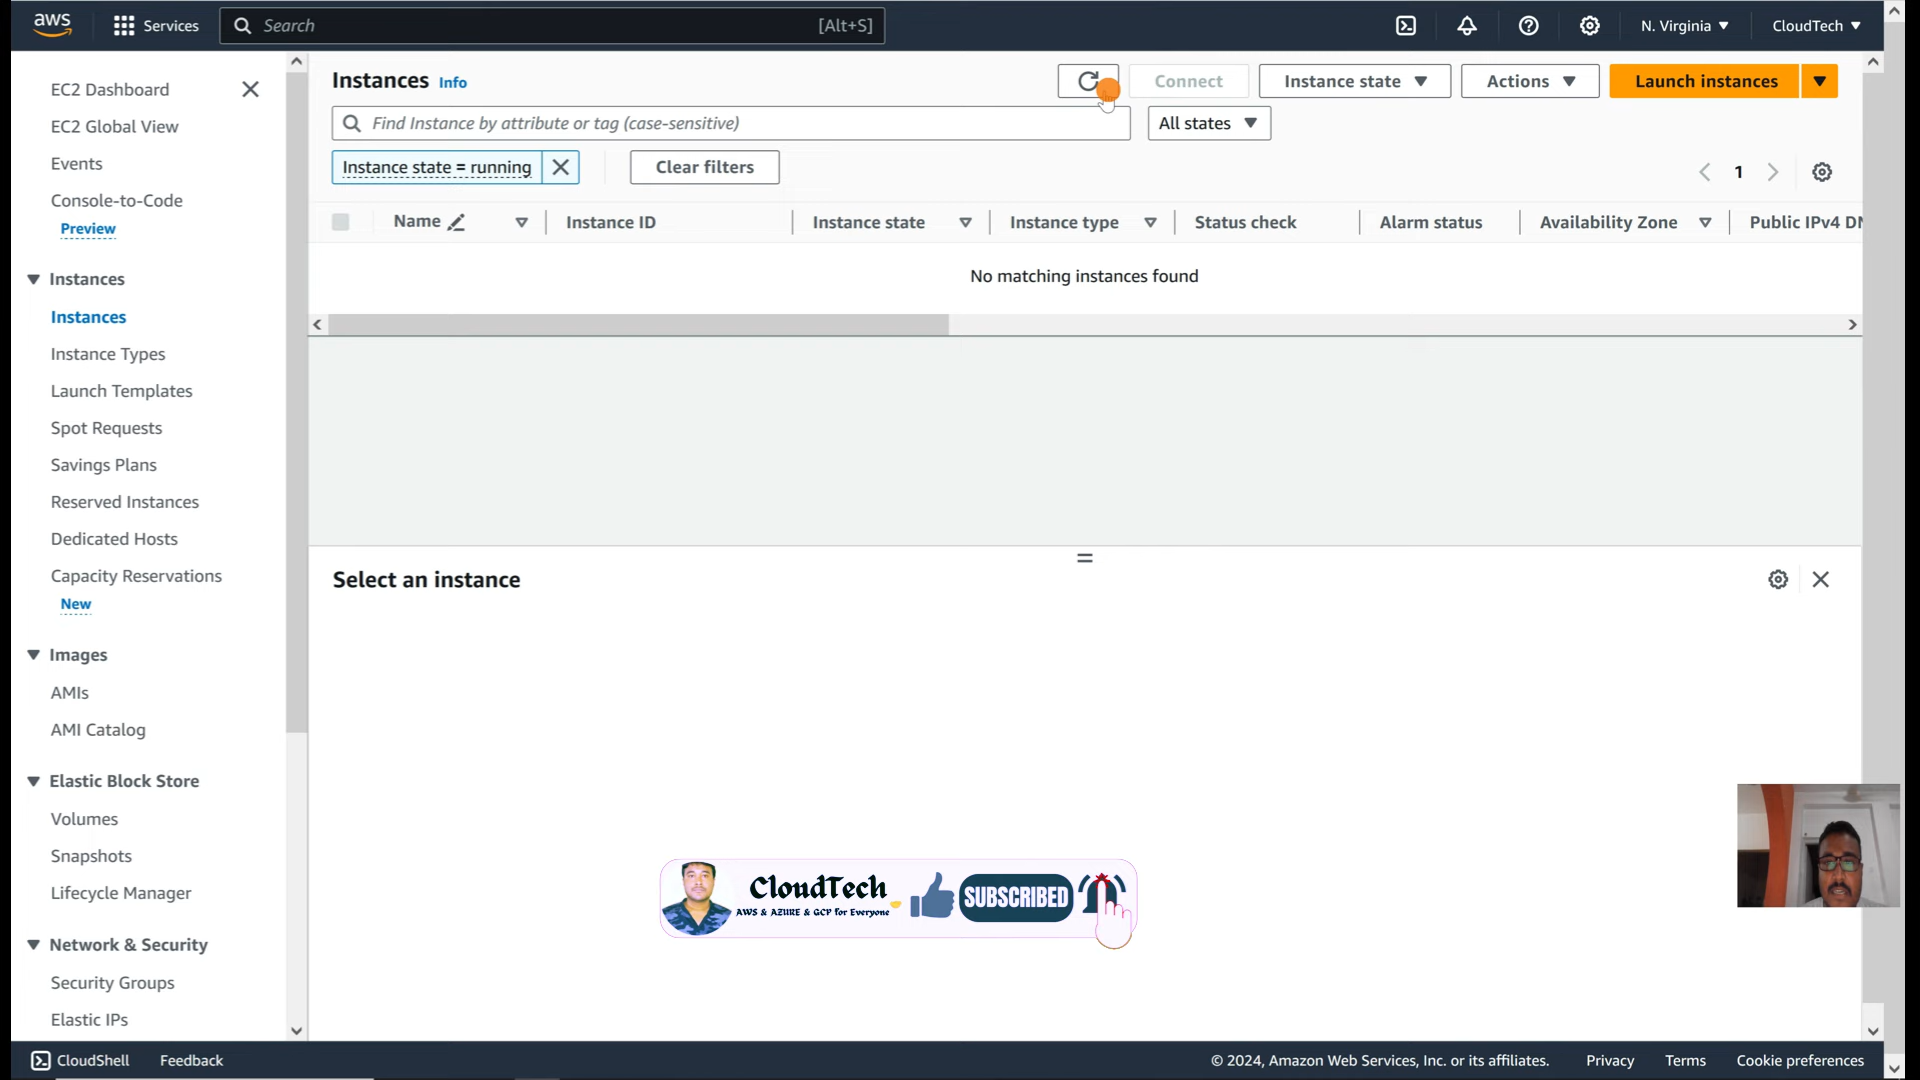 aws
Services
Search
[Alt+S]
N. Virginia
CloudTech
EC2 Dashboard
EC2 Global View
Events
Console-to-Code
Preview
Instances
Instances
Instance Types
Launch Templates
Spot Requests
Savings Plans
Reserved Instances
Dedicated Hosts
Capacity Reservations
New
Images
AMIs
AMI Catalog
Elastic Block Store
Volumes
Snapshots
Lifecycle Manager
Network & Security
Security Groups
Elastic IPs
Instances Info
Connect
Instance state
Actions
Launch instances
Find Instance by attribute or tag (case-sensitive)
All states
Instance state = running
Clear filters
1
Name
Instance ID
Instance state
Instance type
Status check
Alarm status
Availability Zone
Public IPv4 DN
No matching instances found
Select an instance
CloudTech
AWS & AZURE & GCP for Everyone
SUBSCRIBED
CloudShell
Feedback
© 2024, Amazon Web Services, Inc. or its affiliates.
Privacy
Terms
Cookie preferences